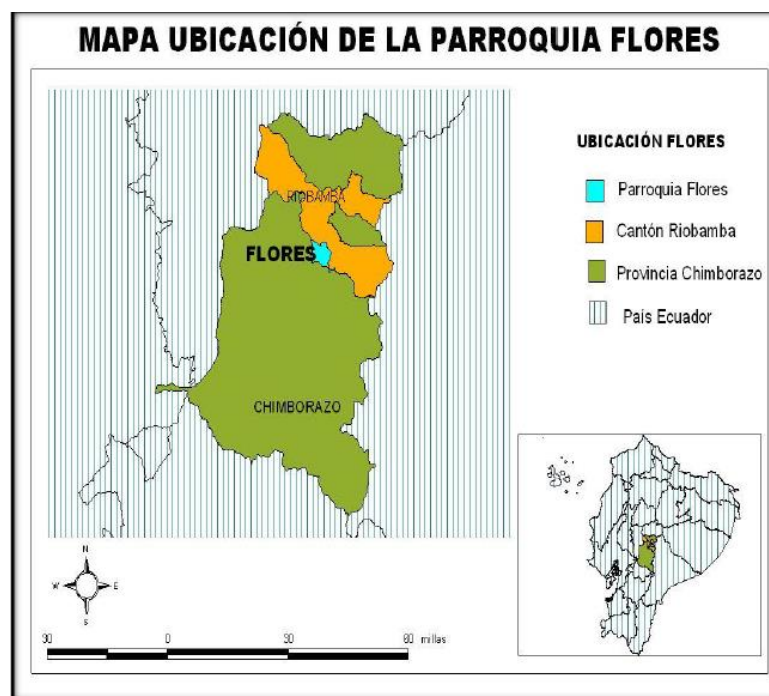 MAPA UBICACIÓN DE LA PARROQUIA FLORES
UBICACIÓN FLORES
Parroquia Flores
Cantón Riobamba
Provincia Chimborazo
País Ecuador
RIOBAMBA
FLORES
CHIMBORAZO
N
W E
S
30 0 30 60 millas